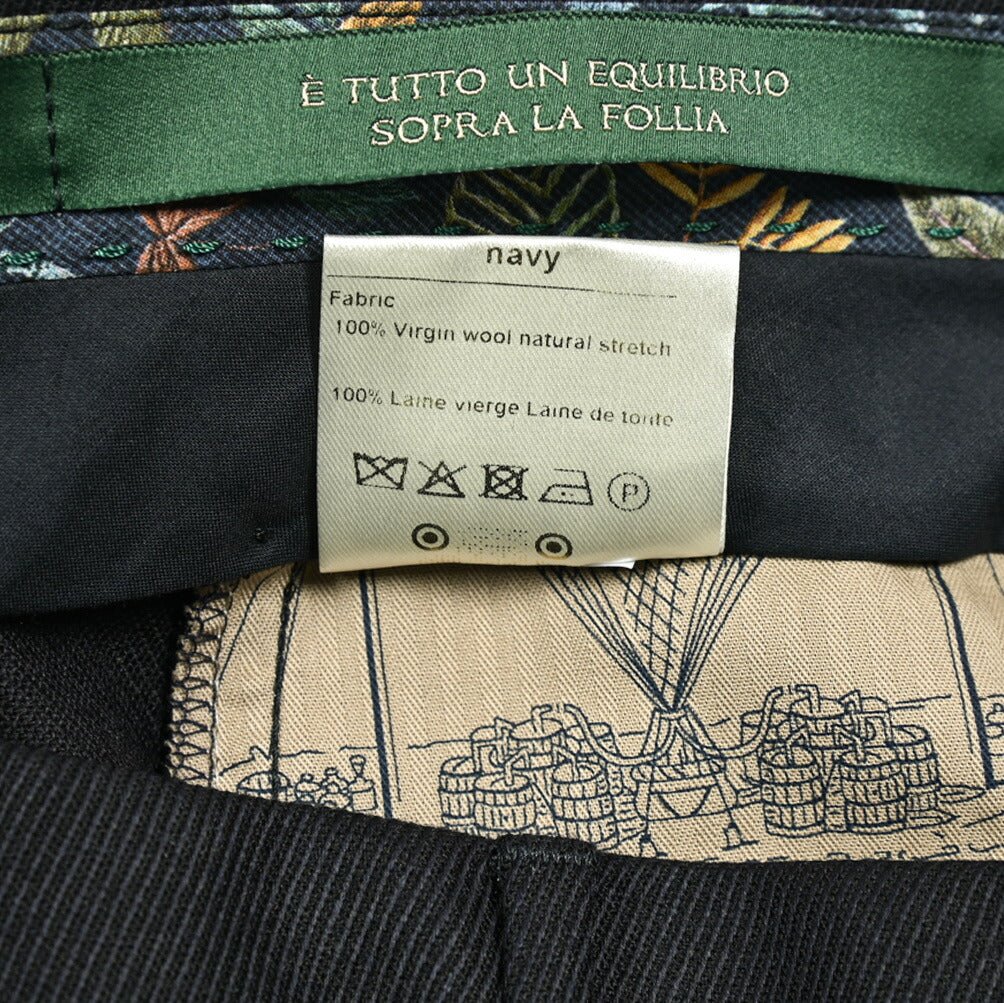 È TUTTO UN EQUILIBRIO
SOPRA LA FOLLIA
navy
Fabric
100% Virgin wool natural stretch
100% Laine vierge Laine de tonte
P